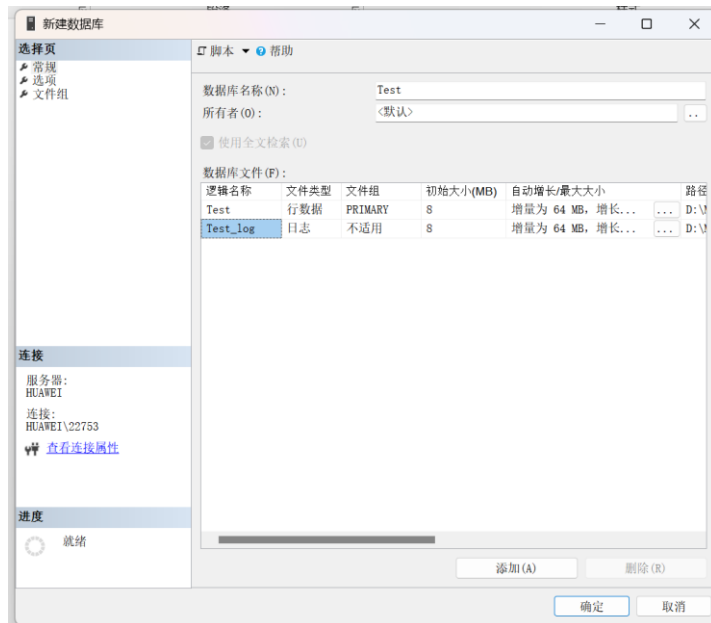 新建数据库
选择页
常规
选项
文件组
脚本 帮助
数据库名称(N): Test
所有者(O): <默认> ..
使用全文检索(U)
数据库文件(F):
逻辑名称 文件类型 文件组 初始大小(MB) 自动增长/最大大小 路径
Test 行数据 PRIMARY 8 增量为 64 MB, 增长... ... D:\
Test_log 日志 不适用 8 增量为 64 MB, 增长... ... D:\
连接
服务器:
HUAWEI
连接:
HUAWEI\22753
查看连接属性
进度
就绪
添加(A) 删除(R)
确定 取消